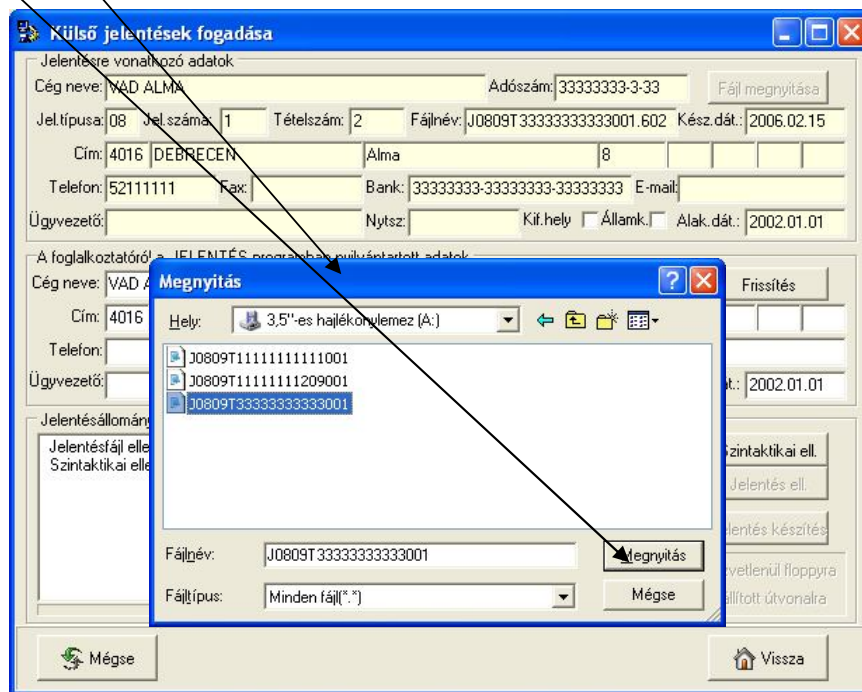 Külső jelentések fogadása
Jelentésre vonatkozó adatok
Cég neve: VAD ALMA Adószám: 33333333-3-33 Fájl megnyitása
Jel.típusa: 08 Jel.száma: 1 Tételszám: 2 Fájlnév: J0809T33333333333001.602 Kész.dát.: 2006.02.15
Cím: 4016 DEBRECEN Alma 8
Telefon: 52111111 Fax: Bank: 33333333-33333333-33333333 E-mail:
Ügyvezető: Nytsz: Kif.hely Államk. Alak.dát.: 2002.01.01
A foglalkoztatóról a JELENTÉS programban nyilvántartott adatok
Cég neve: VAD Frissítés
Cím: 4016
Telefon:
Ügyvezető: 2002.01.01
Megnyitás
Hely: 3,5"-es hajlékonylemez (A:)
J0809T11111111111001
J0809T11111111209001
J0809T33333333333001
Fájlnév: J0809T33333333333001 Megnyitás
Fájltípus: Minden fájl(*.*) Mégse
Jelentésállomány
Jelentésfájl elle
Szintaktikai elle
Szintaktikai ell.
Jelentés ell.
elentés készítés
vetlenül floppyra
llított útvonalra
Mégse Vissza